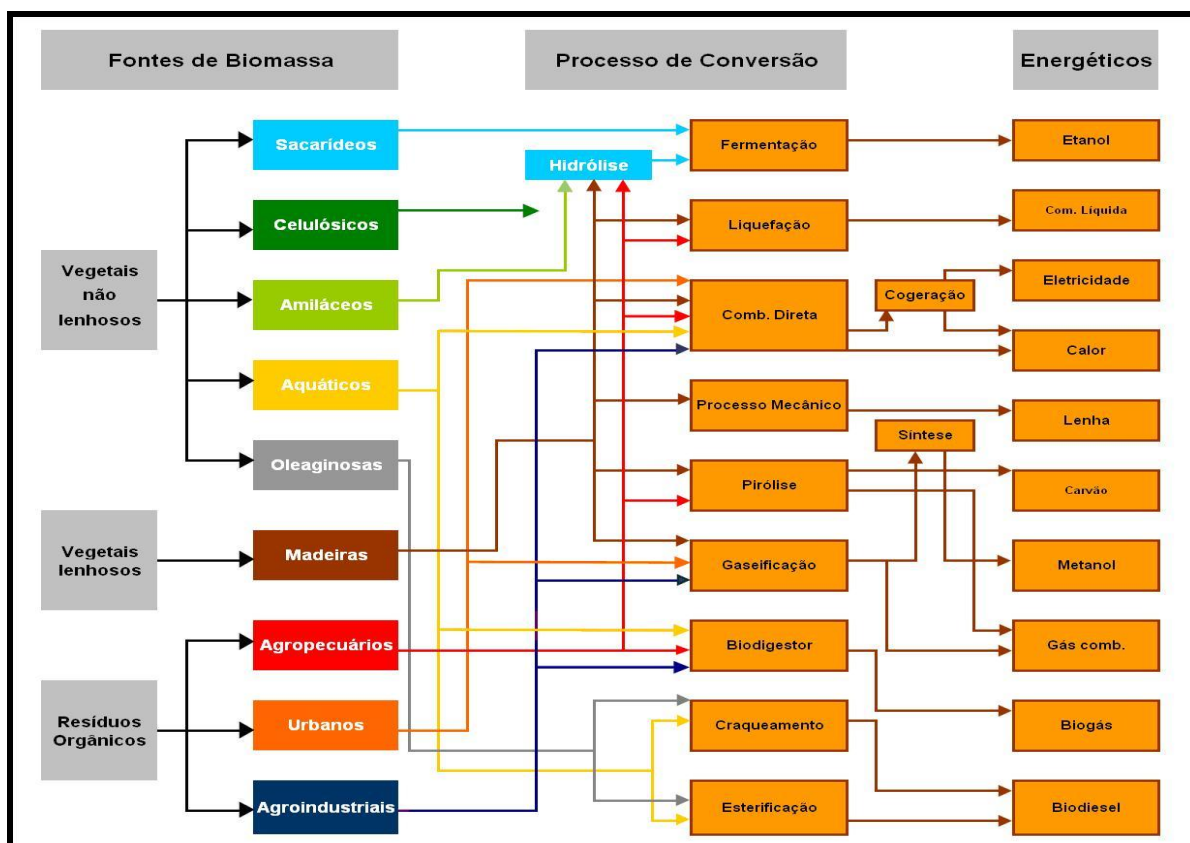 Fontes de Biomassa
Processo de Conversão
Energéticos
Vegetais
não
lenhosos
Vegetais
lenhosos
Resíduos
Orgânicos
Sacarídeos
Celulósicos
Amiláceos
Aquáticos
Oleaginosas
Madeiras
Agropecuários
Urbanos
Agroindustriais
Hidrólise
Fermentação
Liquefação
Comb. Direta
Processo Mecânico
Pirólise
Gaseificação
Biodigestor
Craqueamento
Esterificação
Cogeração
Síntese
Etanol
Com. Líquida
Eletricidade
Calor
Lenha
Carvão
Metanol
Gás comb.
Biogás
Biodiesel